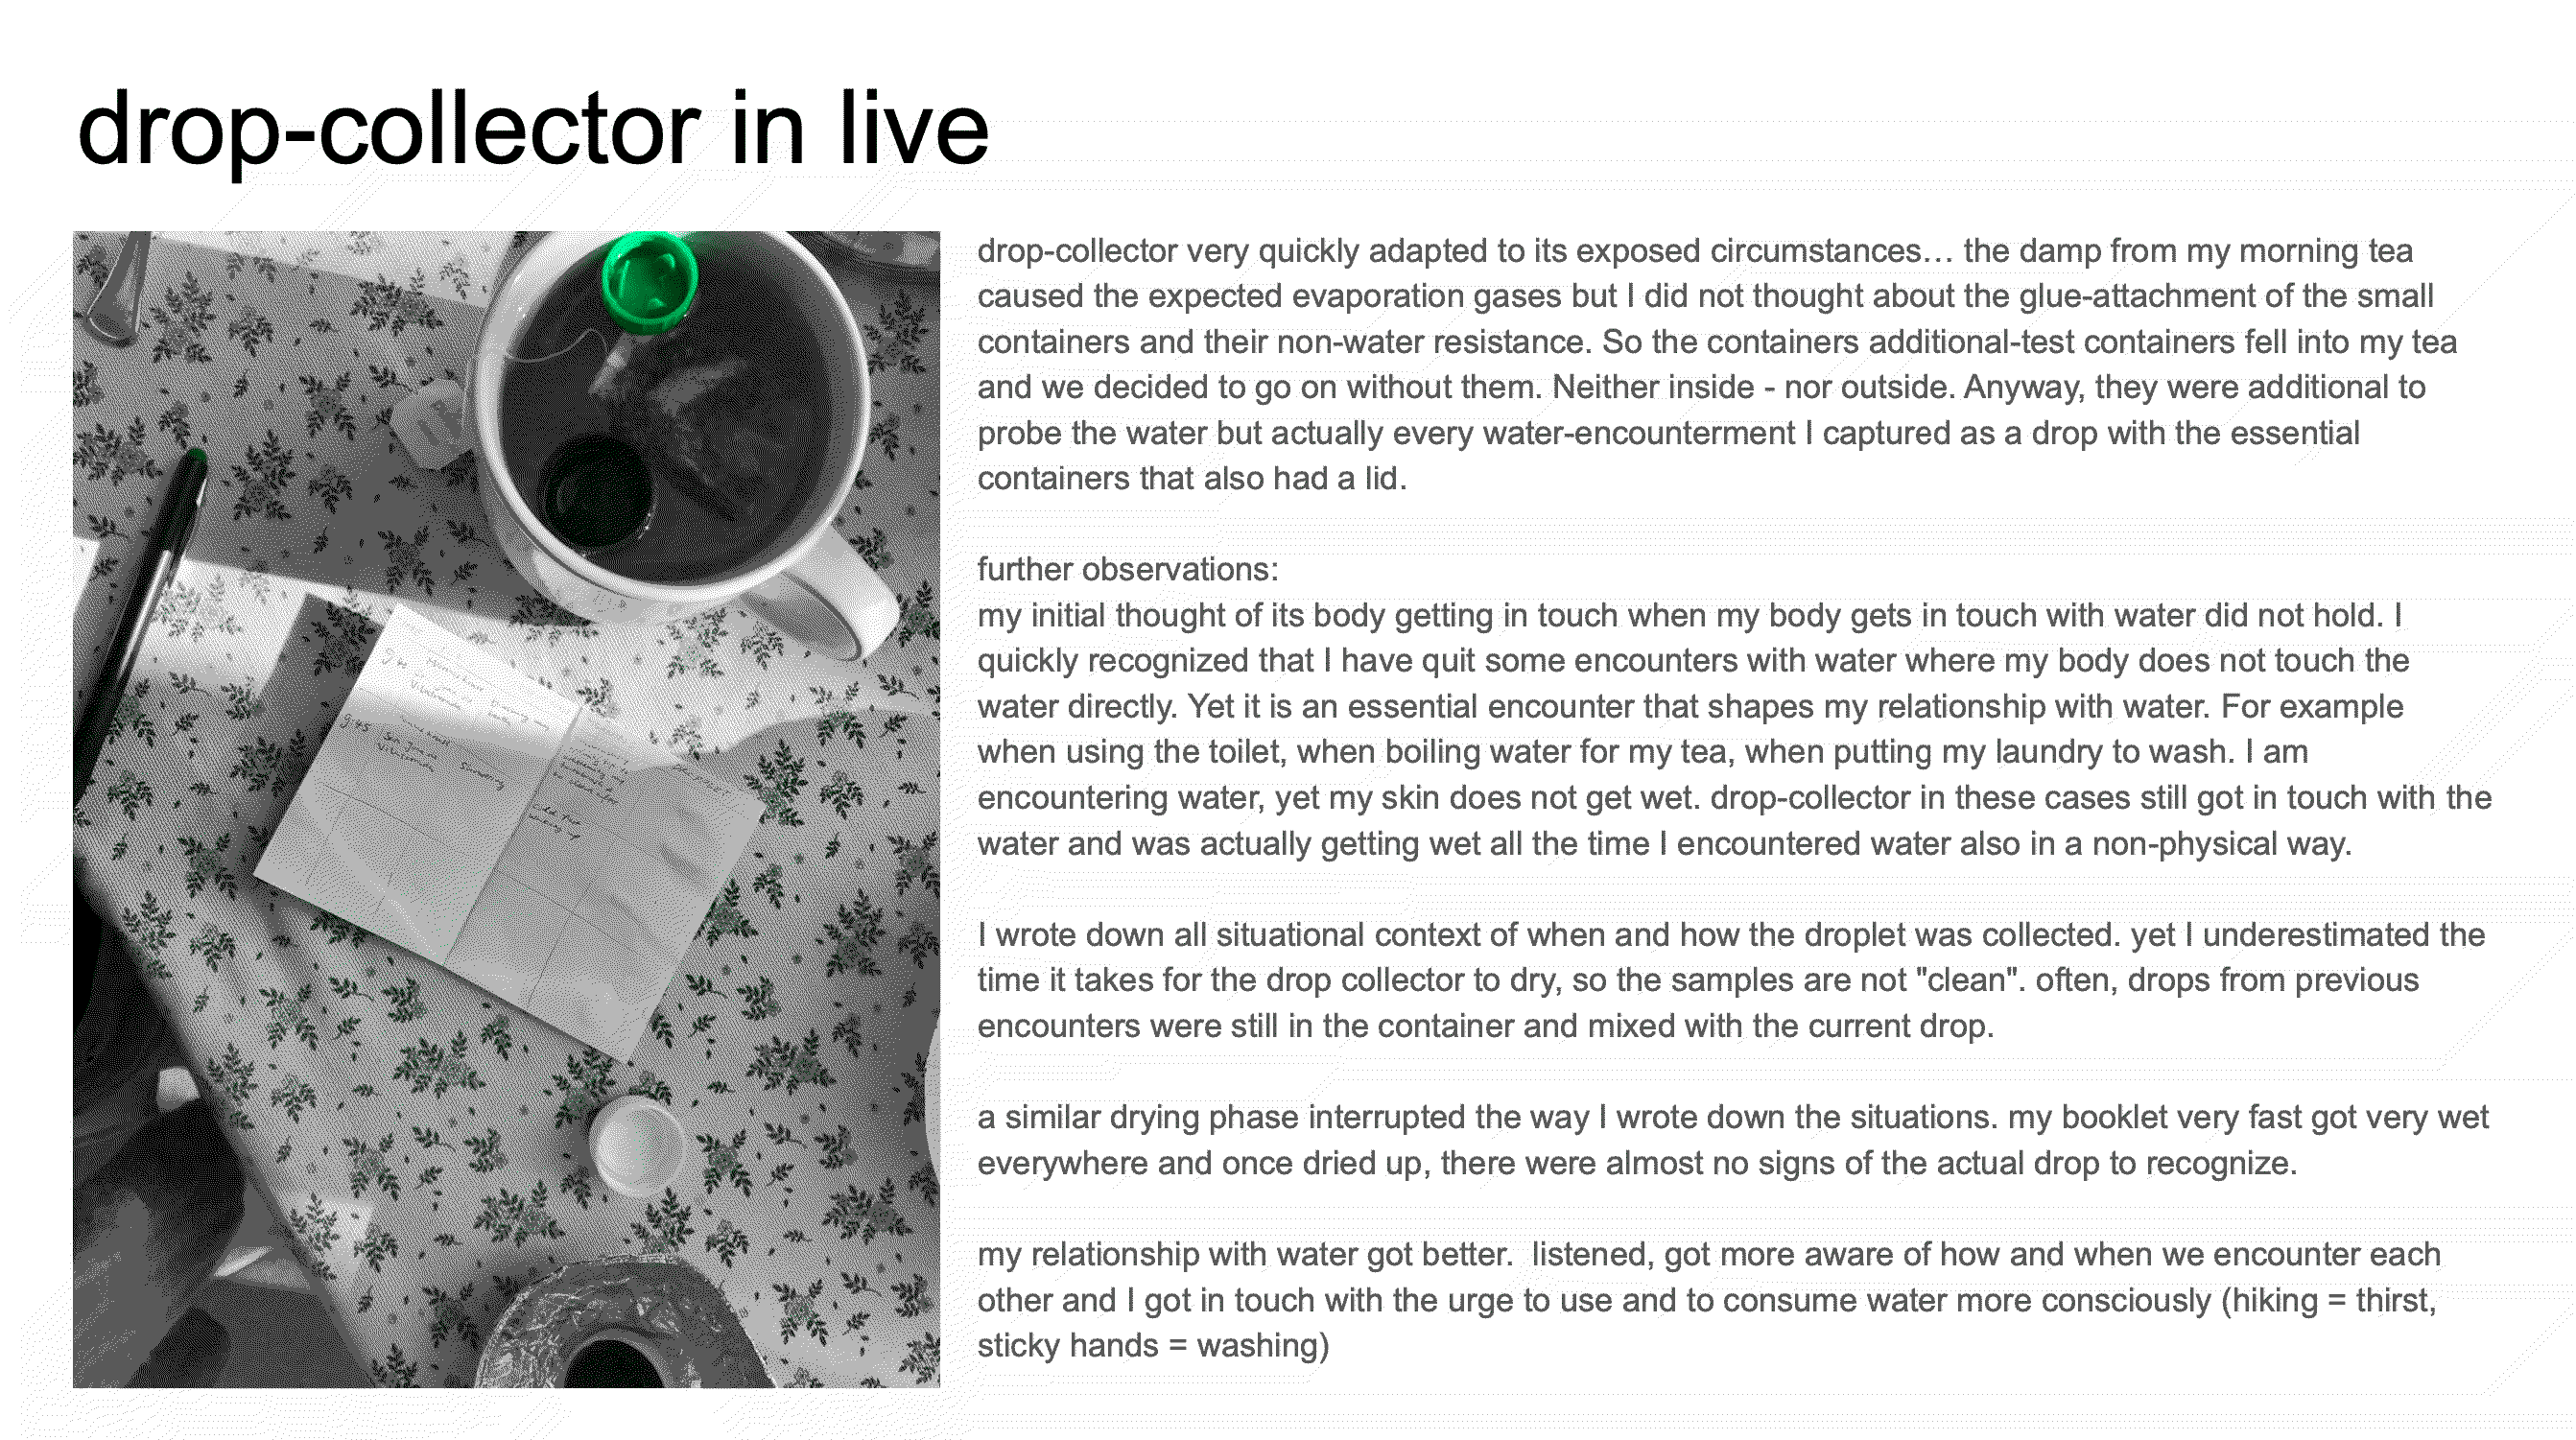 drop-collector in live
drop-collector very quickly adapted to its exposed circumstances… the damp from my morning tea
caused the expected evaporation gases but I did not thought about the glue-attachment of the small
containers and their non-water resistance. So the containers additional-test containers fell into my tea
and we decided to go on without them. Neither inside - nor outside. Anyway, they were additional to
probe the water but actually every water-encounterment I captured as a drop with the essential
containers that also had a lid.
further observations:
my initial thought of its body getting in touch when my body gets in touch with water did not hold. I
quickly recognized that I have quit some encounters with water where my body does not touch the
water directly. Yet it is an essential encounter that shapes my relationship with water. For example
when using the toilet, when boiling water for my tea, when putting my laundry to wash. I am
encountering water, yet my skin does not get wet. drop-collector in these cases still got in touch with the
water and was actually getting wet all the time I encountered water also in a non-physical way.
I wrote down all situational context of when and how the droplet was collected. yet I underestimated the
time it takes for the drop collector to dry, so the samples are not "clean". often, drops from previous
encounters were still in the container and mixed with the current drop.
a similar drying phase interrupted the way I wrote down the situations. my booklet very fast got very wet
everywhere and once dried up, there were almost no signs of the actual drop to recognize.
my relationship with water got better.  listened, got more aware of how and when we encounter each
other and I got in touch with the urge to use and to consume water more consciously (hiking = thirst,
sticky hands = washing)
9:45